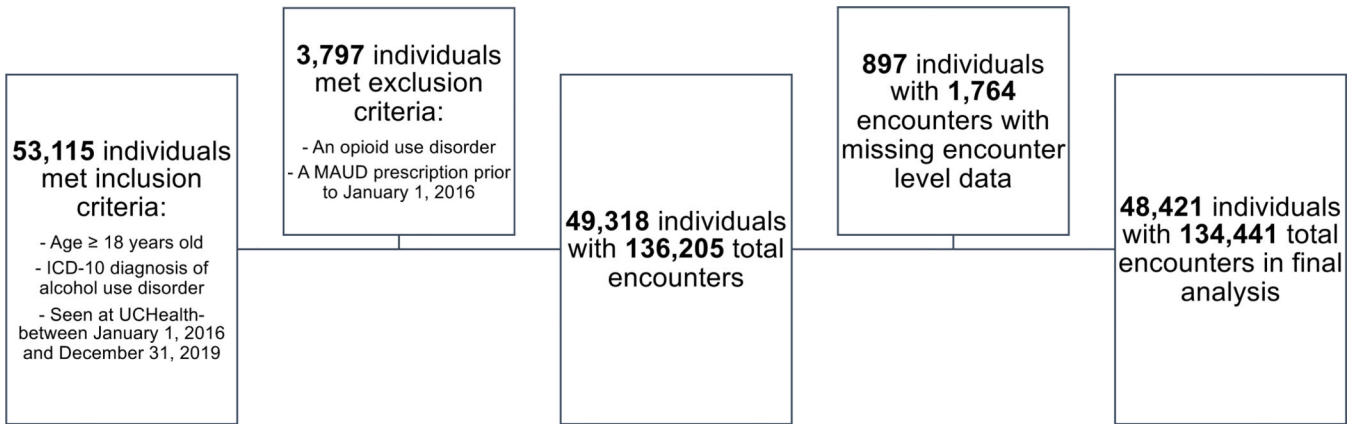 53,115 individuals
met inclusion
criteria:
- Age ≥ 18 years old
- ICD-10 diagnosis of
alcohol use disorder
- Seen at UCHealth-
between January 1, 2016
and December 31, 2019
3,797 individuals
met exclusion
criteria:
- An opioid use disorder
- A MAUD prescription prior
to January 1, 2016
49,318 individuals
with 136,205 total
encounters
897 individuals
with 1,764
encounters with
missing encounter
level data
48,421 individuals
with 134,441 total
encounters in final
analysis